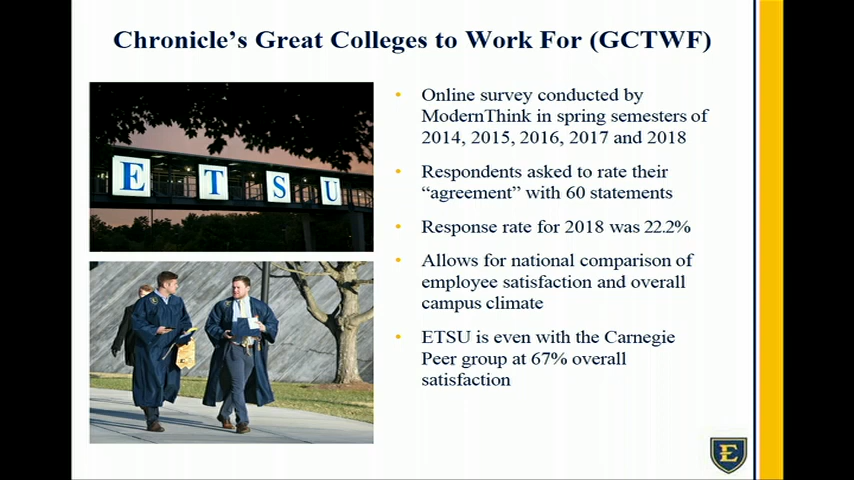 Chronicle's Great Colleges to Work For (GCTWF)
E T S U
• Online survey conducted by
ModernThink in spring semesters of
2014, 2015, 2016, 2017 and 2018
• Respondents asked to rate their
“agreement” with 60 statements
• Response rate for 2018 was 22.2%
• Allows for national comparison of
employee satisfaction and overall
campus climate
• ETSU is even with the Carnegie
Peer group at 67% overall
satisfaction
E